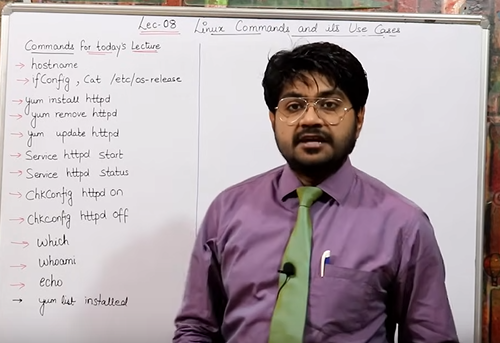 Lec-08 Linux Commands and its Use Cases
Commands for today's Lecture
→ hostname
→ ifConfig , Cat /etc/os-release
→ yum install httpd
→ yum remove httpd
→ yum update httpd
→ Service httpd start
→ Service httpd status
→ ChkConfig httpd on
→ Chkconfig httpd off
→ Which
→ Whoami
→ echo
→ yum list installed